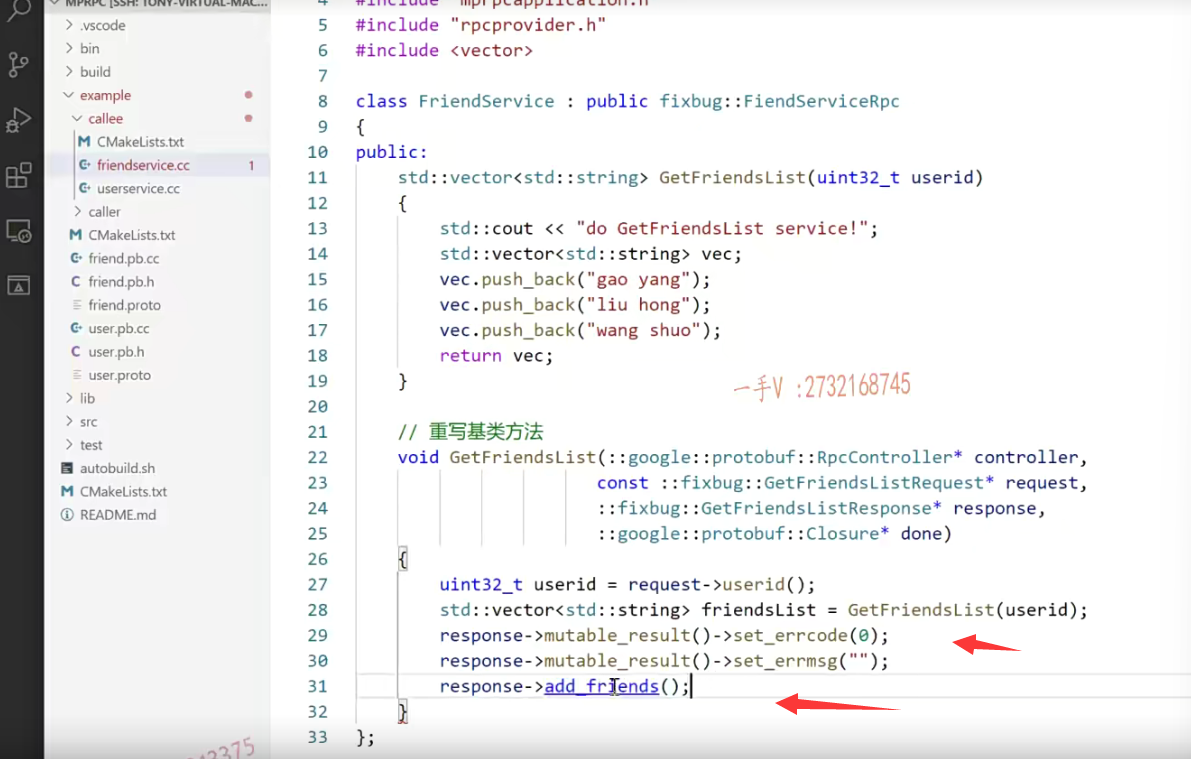 MPRPC [SSH: TONY-VIRTUAL-MAC...
.vscode
bin
build
example
callee
CMakeLists.txt
friendservice.cc 1
userservice.cc
caller
CMakeLists.txt
friend.pb.cc
friend.pb.h
friend.proto
user.pb.cc
user.pb.h
user.proto
lib
src
test
autobuild.sh
CMakeLists.txt
README.md
4 #include "mprpcapplication.h"
5 #include "rpcprovider.h"
6 #include <vector>
7
8 class FriendService : public fixbug::FiendServiceRpc
9 {
10 public:
11 std::vector<std::string> GetFriendsList(uint32_t userid)
12 {
13 std::cout << "do GetFriendsList service!";
14 std::vector<std::string> vec;
15 vec.push_back("gao yang");
16 vec.push_back("liu hong");
17 vec.push_back("wang shuo");
18 return vec;
19 }
20
21 // 重写基类方法
22 void GetFriendsList(::google::protobuf::RpcController* controller,
23 const ::fixbug::GetFriendsListRequest* request,
24 ::fixbug::GetFriendsListResponse* response,
25 ::google::protobuf::Closure* done)
26 {
27 uint32_t userid = request->userid();
28 std::vector<std::string> friendsList = GetFriendsList(userid);
29 response->mutable_result()->set_errcode(0);
30 response->mutable_result()->set_errmsg("");
31 response->add_friends();
32 }
33 };
一手V :2732168745